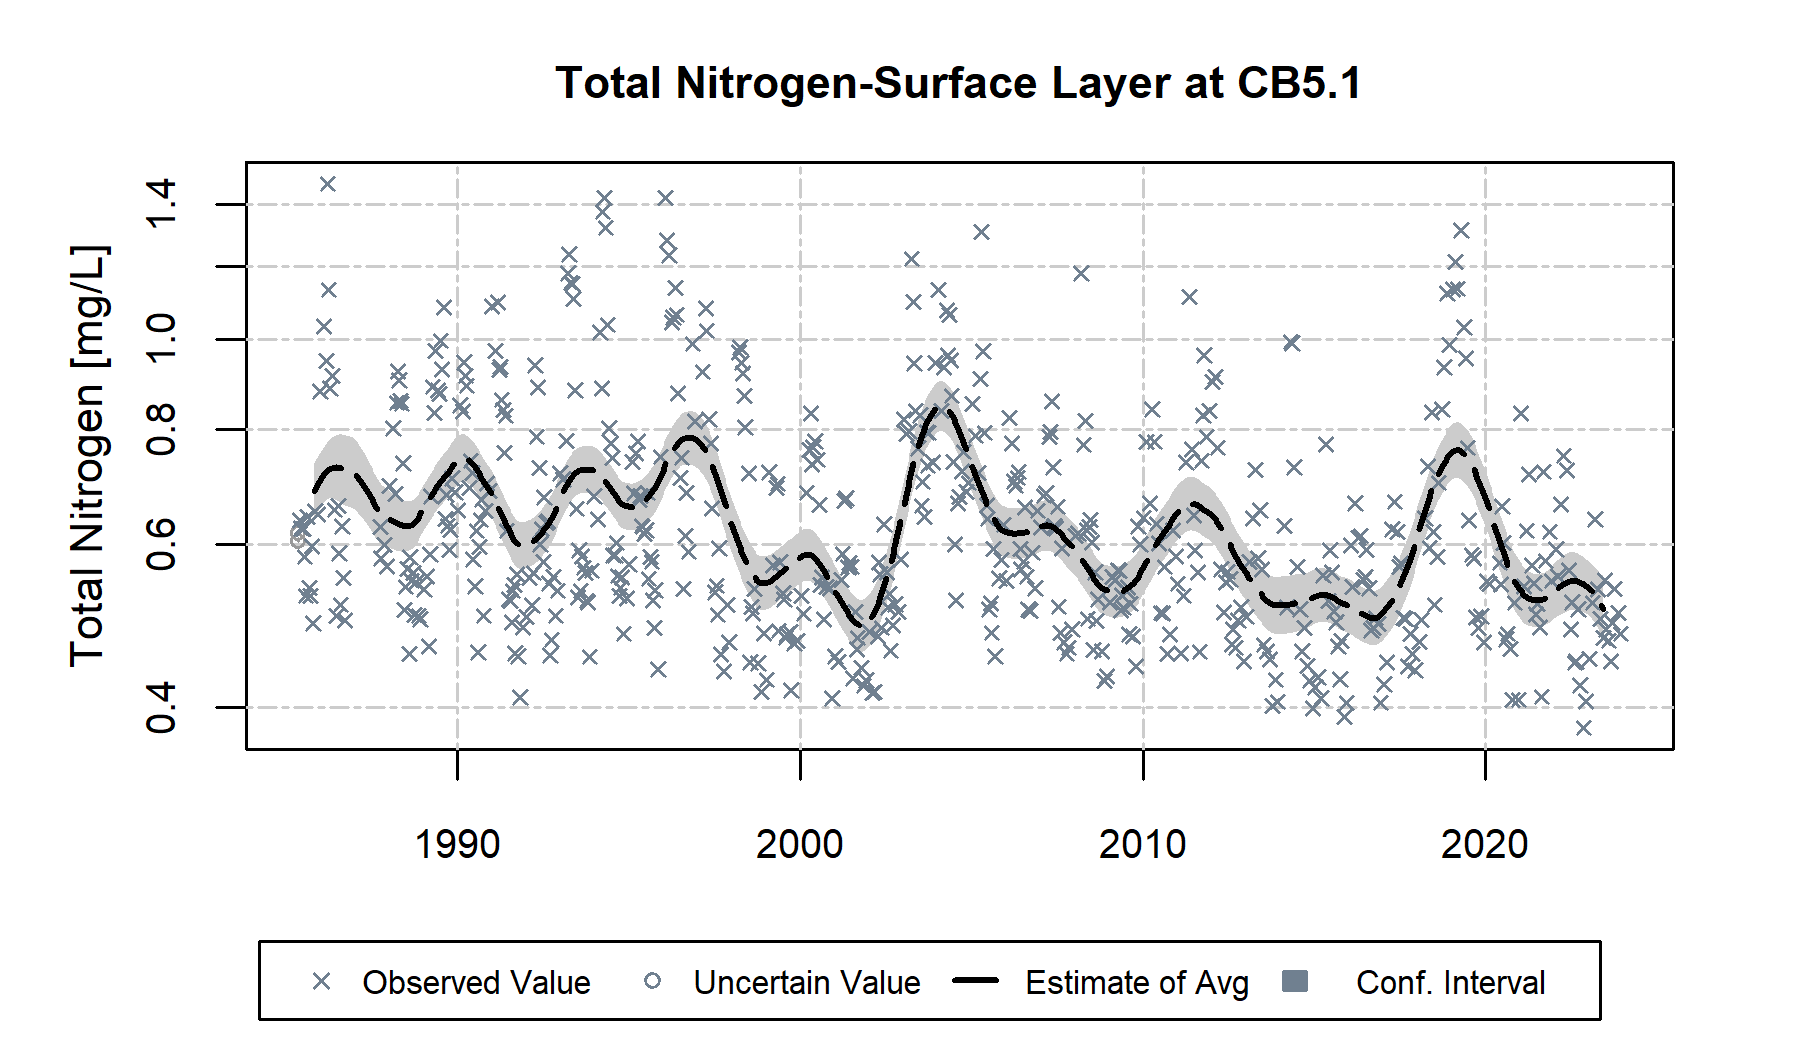 Total Nitrogen-Surface Layer at CB5.1
Total Nitrogen [mg/L]
1.4
1.0
0.8
0.6
0.4
1990 2000 2010 2020
Observed Value Uncertain Value Estimate of Avg Conf. Interval